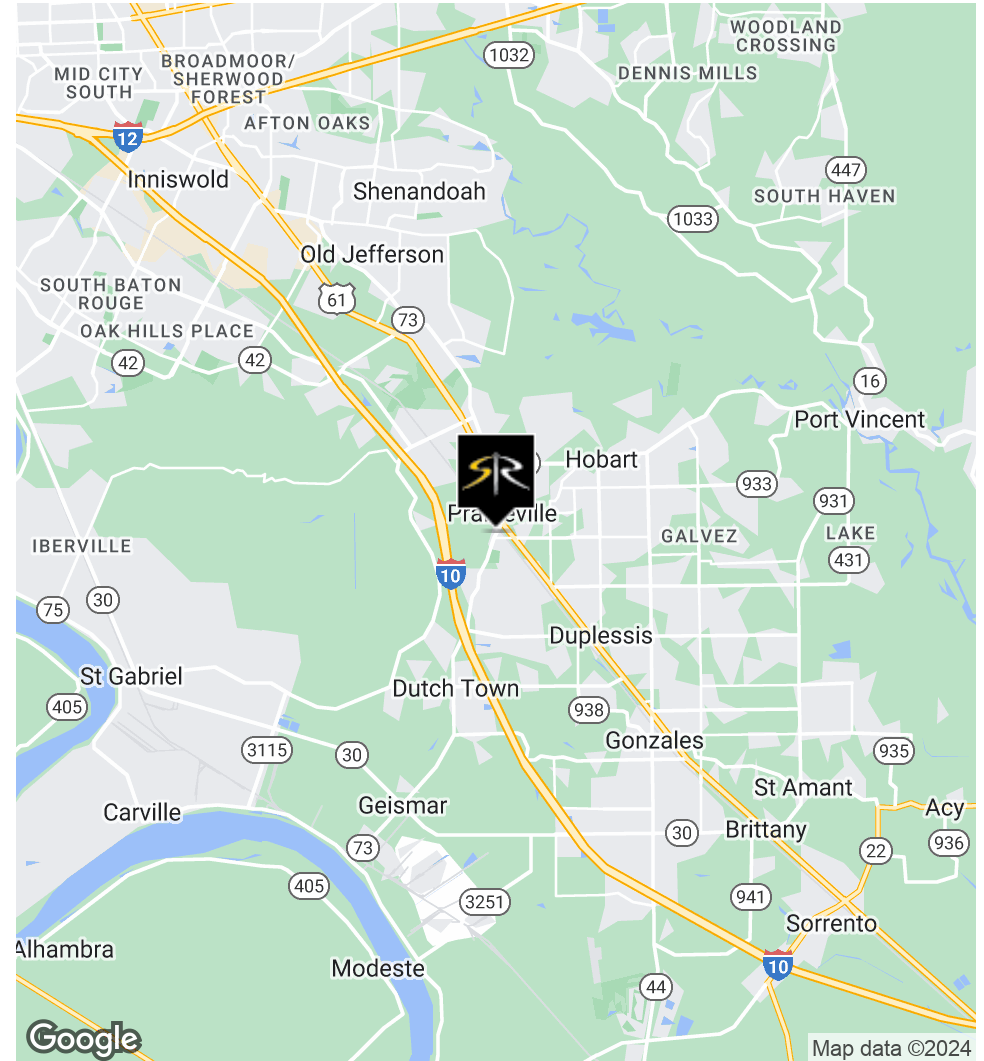 WOODLAND
CROSSING
1032
BROADMOOR/
SHERWOOD
FOREST
MID CITY
SOUTH
DENNIS MILLS
AFTON OAKS
12
447
Inniswold
Shenandoah
SOUTH HAVEN
1033
Old Jefferson
SOUTH BATON
ROUGE
61
73
OAK HILLS PLACE
42
42
16
Port Vincent
SR
Hobart
933
931
Prairieville
GALVEZ
LAKE
IBERVILLE
431
10
75
30
Duplessis
St Gabriel
Dutch Town
405
938
3115
30
Gonzales
935
St Amant
Carville
Geismar
Acy
30
Brittany
73
22
936
405
3251
941
Sorrento
Alhambra
Modeste
10
44
Google
Map data ©2024